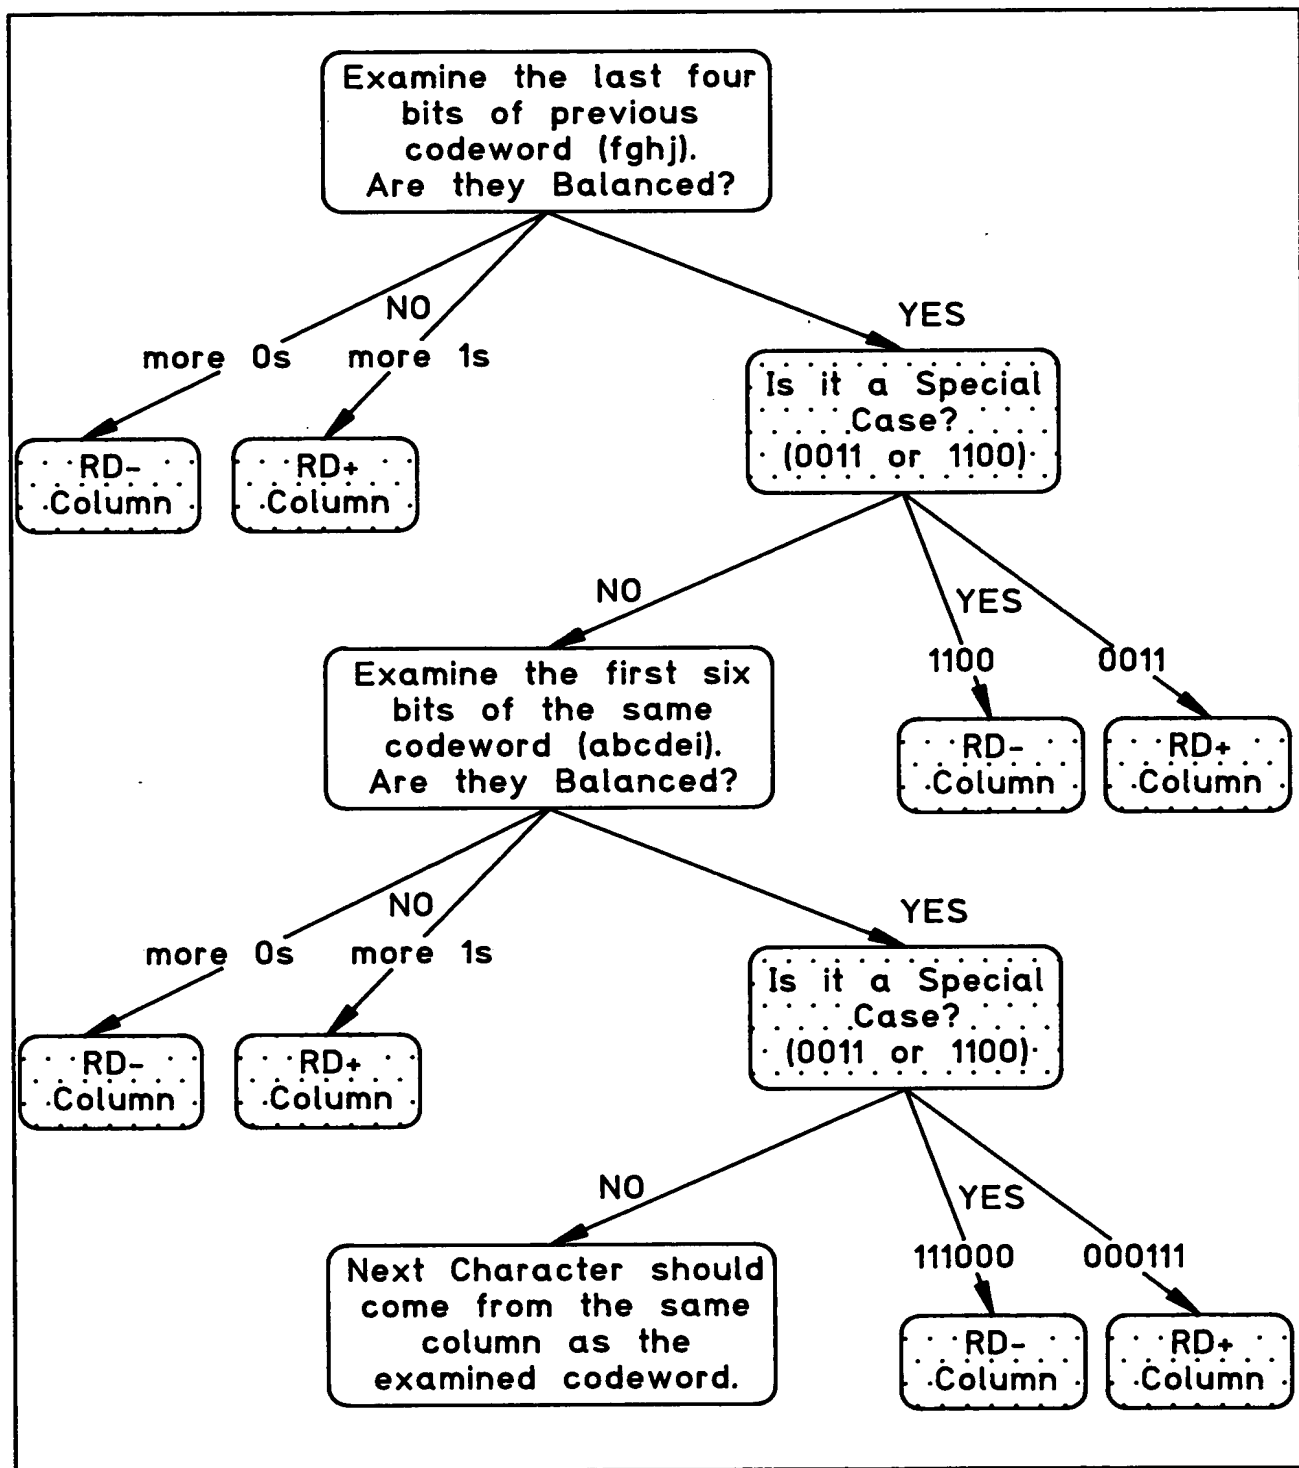 Examine the last four
bits of previous
codeword (fghj).
Are they Balanced?
NO
YES
more 0s
more 1s
Is it a Special
Case?
(0011 or 1100)
RD-
Column
RD+
Column
NO
YES
1100
0011
Examine the first six
bits of the same
codeword (abcdei).
Are they Balanced?
RD-
Column
RD+
Column
NO
YES
more 0s
more 1s
Is it a Special
Case?
(0011 or 1100)
RD-
Column
RD+
Column
NO
YES
111000
000111
Next Character should
come from the same
column as the
examined codeword.
RD-
Column
RD+
Column